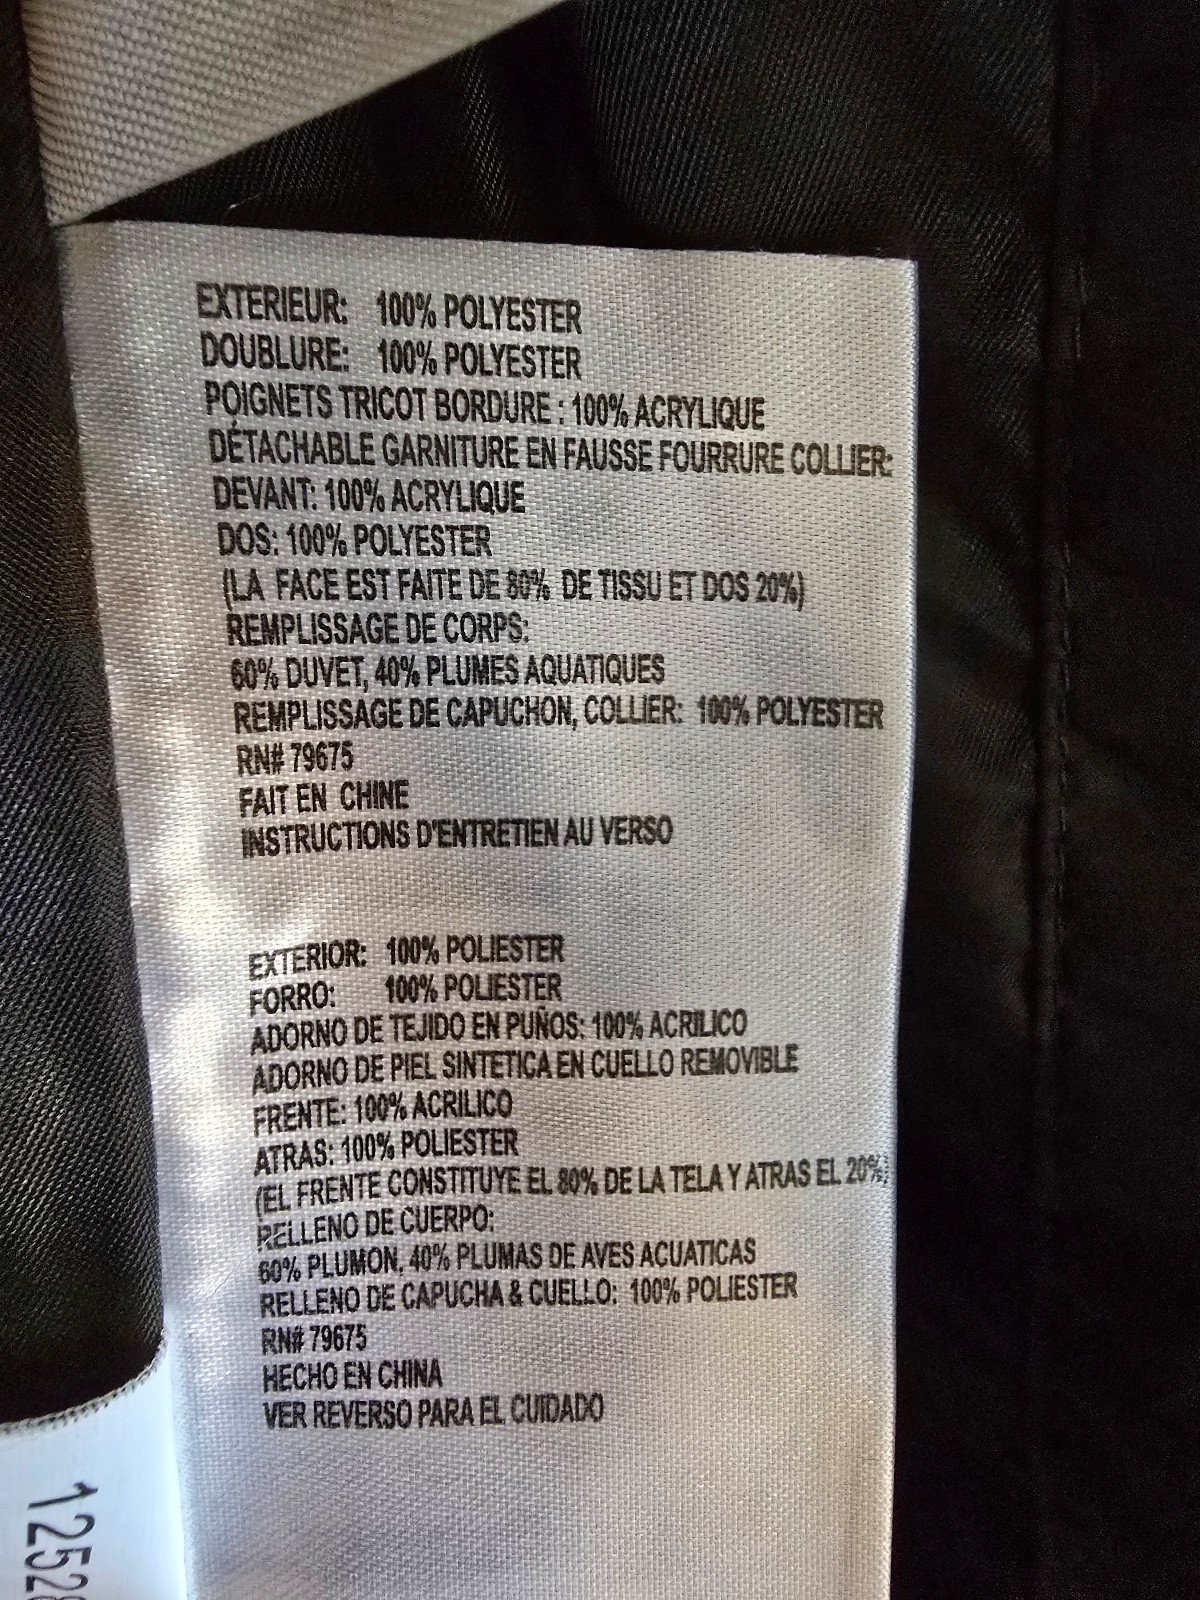 EXTERIEUR: 100% POLYESTER
DOUBLURE: 100% POLYESTER
POIGNETS TRICOT BORDURE : 100% ACRYLIQUE
DÉTACHABLE GARNITURE EN FAUSSE FOURRURE COLLIER:
DEVANT: 100% ACRYLIQUE
DOS: 100% POLYESTER
(LA FACE EST FAITE DE 80% DE TISSU ET DOS 20%)
REMPLISSAGE DE CORPS:
60% DUVET, 40% PLUMES AQUATIQUES
REMPLISSAGE DE CAPUCHON, COLLIER: 100% POLYESTER
RN# 79675
FAIT EN CHINE
INSTRUCTIONS D'ENTRETIEN AU VERSO
EXTERIOR: 100% POLIESTER
FORRO: 100% POLIESTER
ADORNO DE TEJIDO EN PUÑOS: 100% ACRILICO
ADORNO DE PIEL SINTETICA EN CUELLO REMOVIBLE
FRENTE: 100% ACRILICO
ATRAS: 100% POLIESTER
(EL FRENTE CONSTITUYE EL 80% DE LA TELA Y ATRAS EL 20%)
RELLENO DE CUERPO:
60% PLUMON, 40% PLUMAS DE AVES ACUATICAS
RELLENO DE CAPUCHA & CUELLO: 100% POLIESTER
RN# 79675
HECHO EN CHINA
VER REVERSO PARA EL CUIDADO